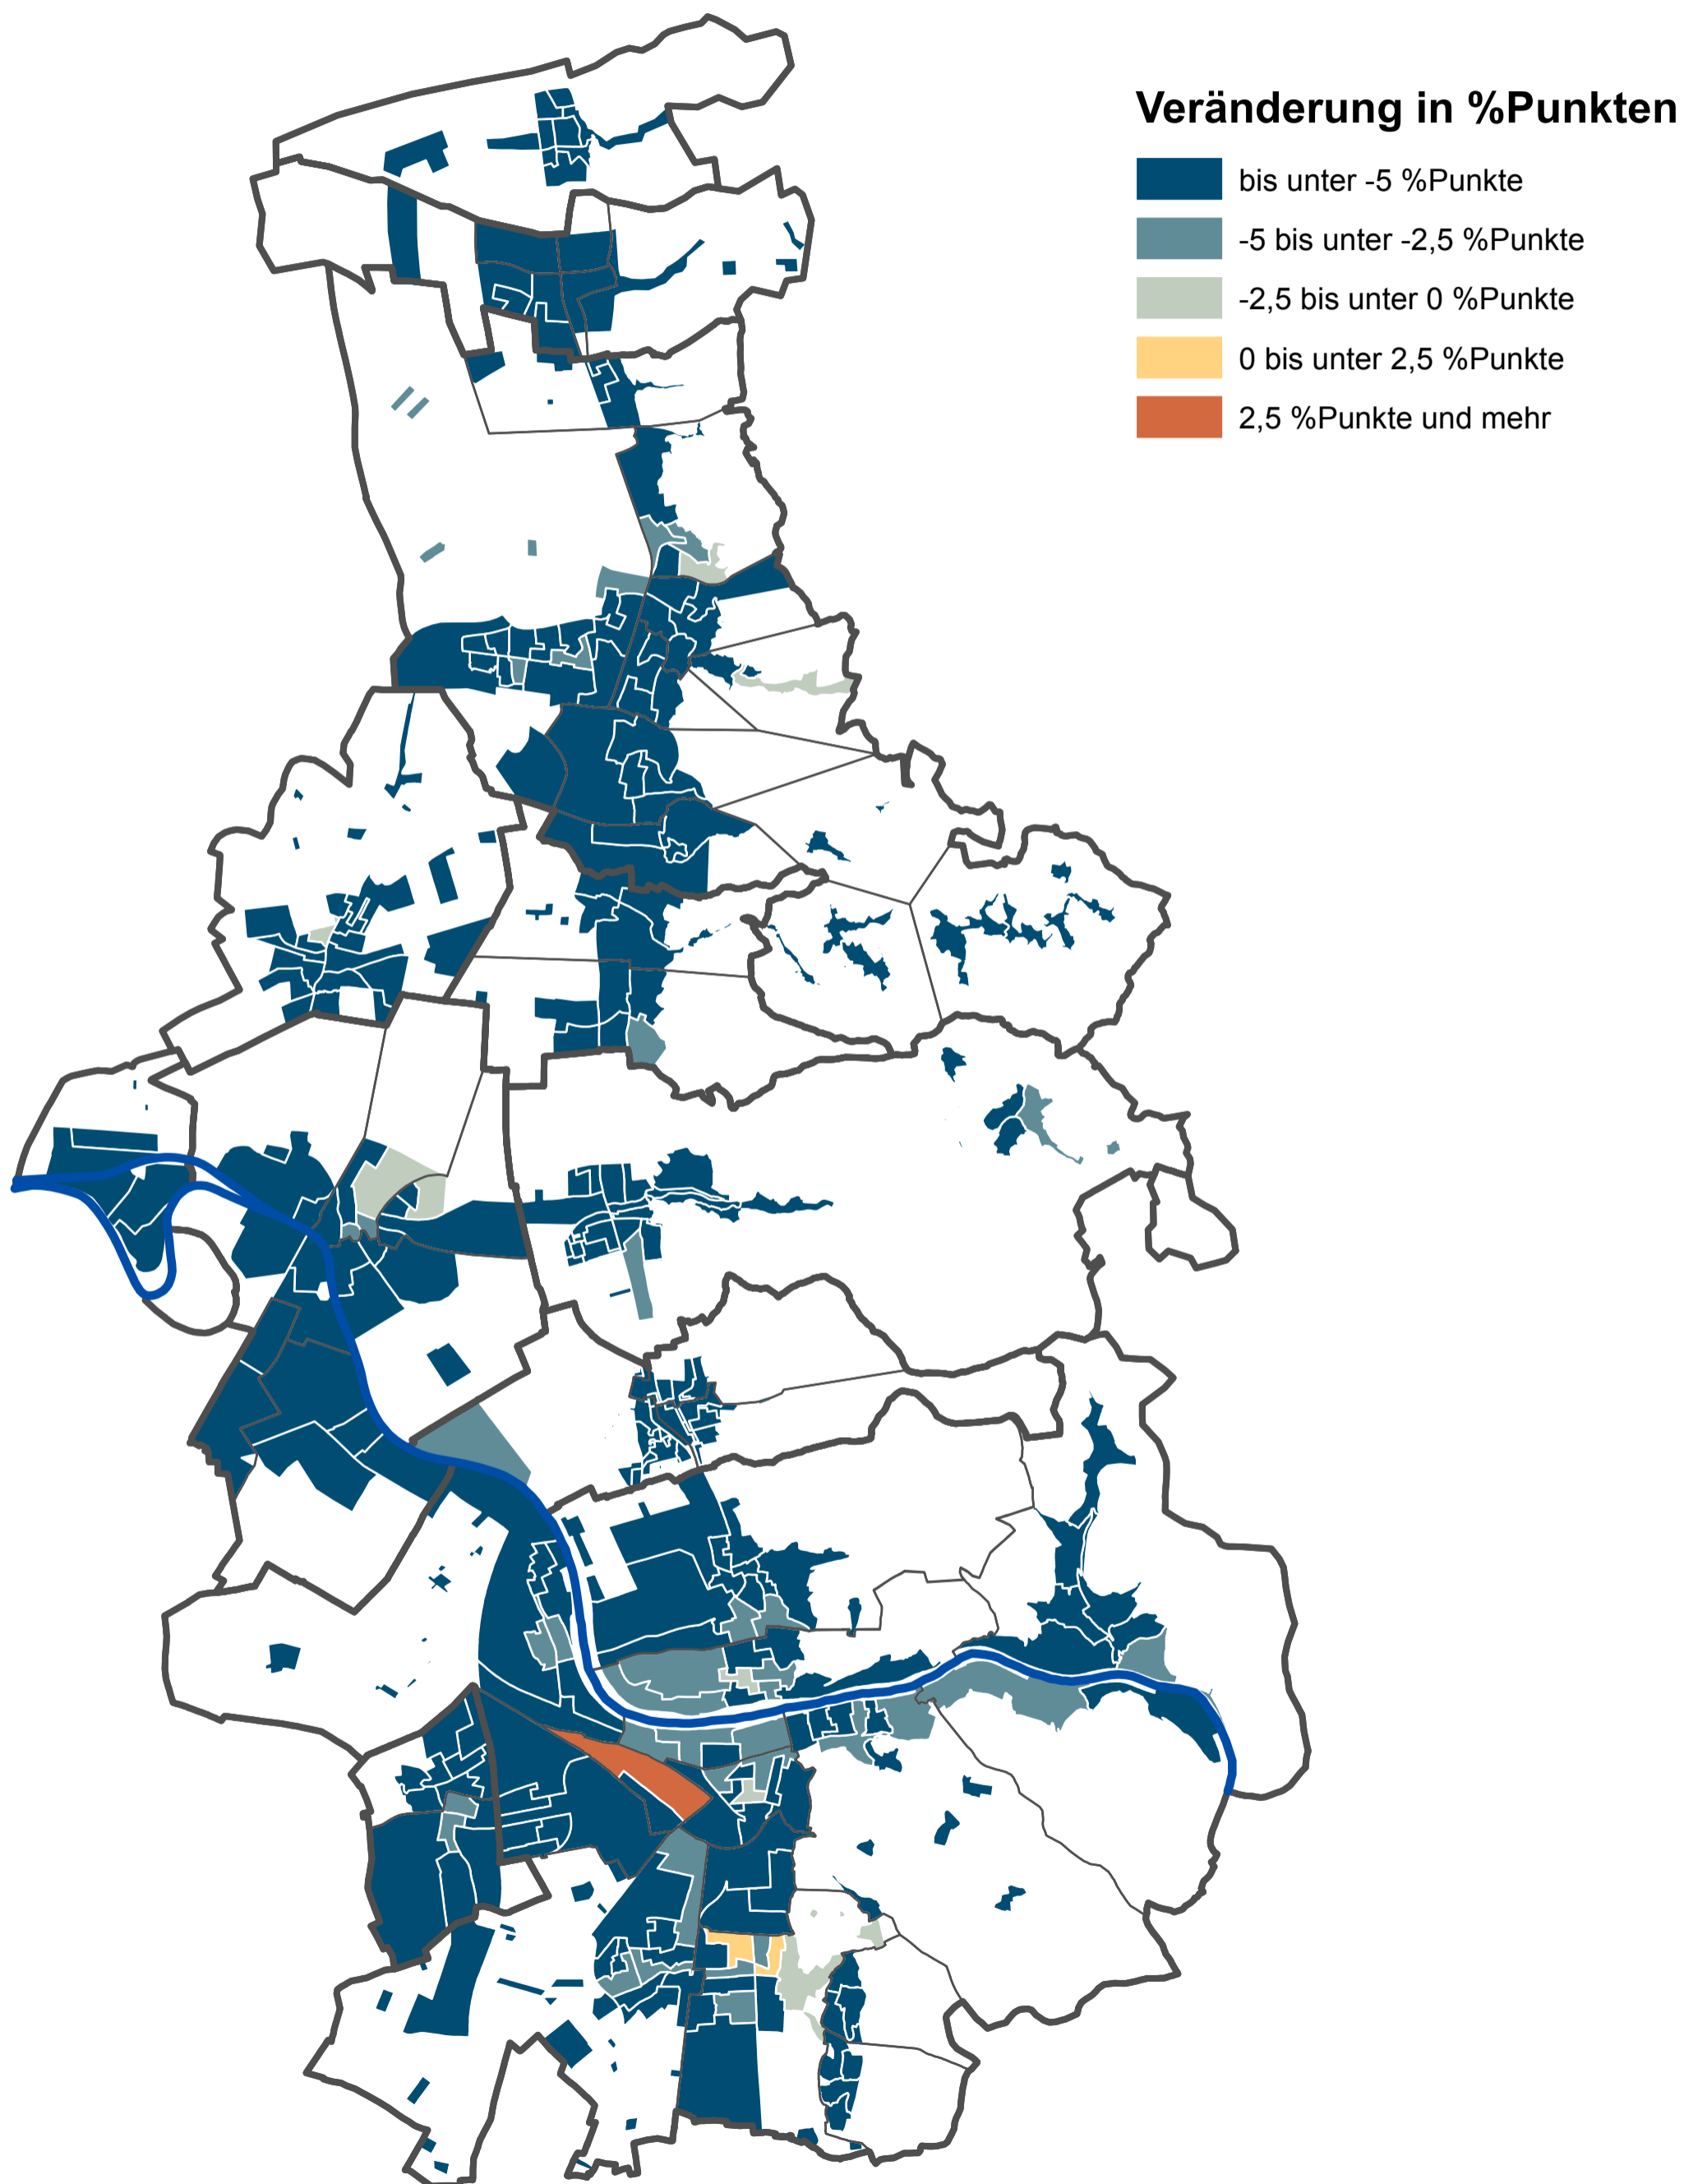 Veränderung in %Punkten
bis unter -5 %Punkte
-5 bis unter -2,5 %Punkte
-2,5 bis unter 0 %Punkte
0 bis unter 2,5 %Punkte
2,5 %Punkte und mehr